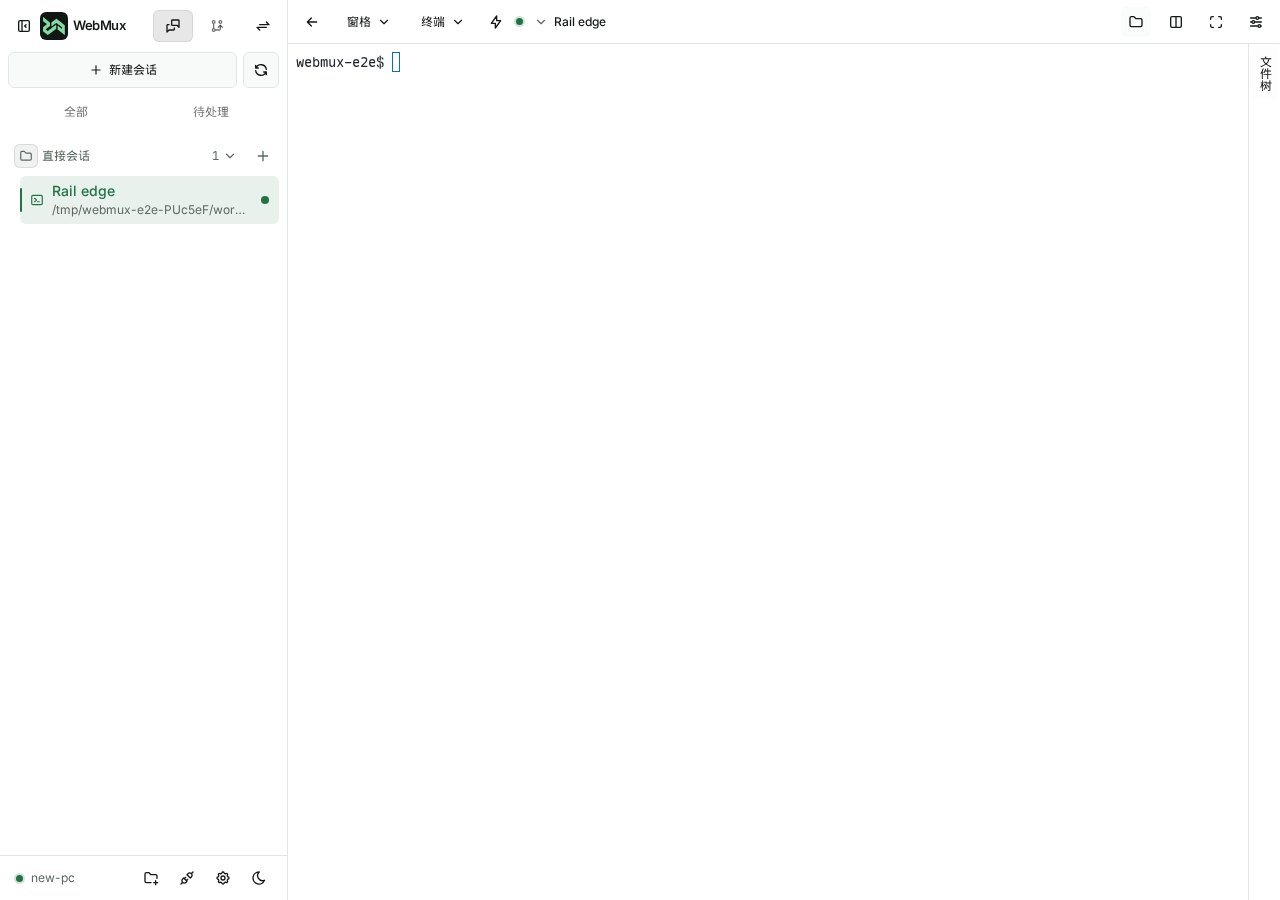 WebMux
新建会话
全部 待处理
直接会话 1
Rail edge
/tmp/webmux-e2e-PUc5eF/wor...
new-pc
窗格 终端 Rail edge
webmux-e2e$
文件树